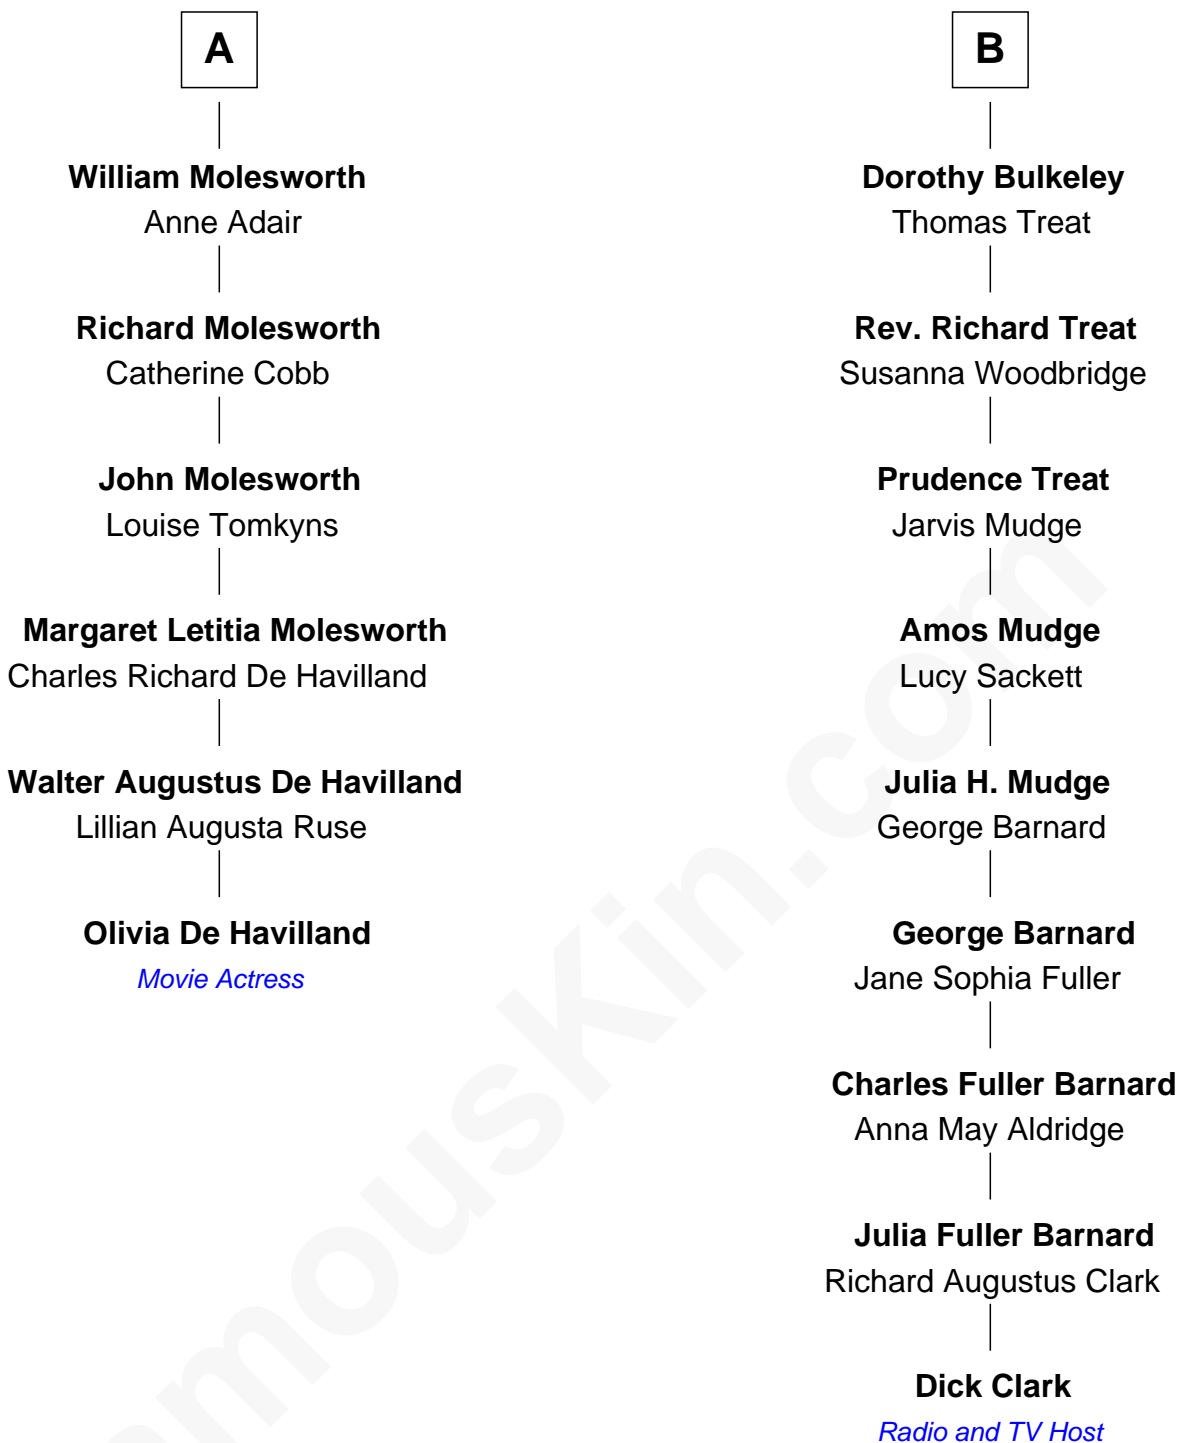 A
William Molesworth
Anne Adair
Richard Molesworth
Catherine Cobb
John Molesworth
Louise Tomkyns
Margaret Letitia Molesworth
Charles Richard De Havilland
Walter Augustus De Havilland
Lillian Augusta Ruse
Olivia De Havilland
Movie Actress
B
Dorothy Bulkeley
Thomas Treat
Rev. Richard Treat
Susanna Woodbridge
Prudence Treat
Jarvis Mudge
Amos Mudge
Lucy Sackett
Julia H. Mudge
George Barnard
George Barnard
Jane Sophia Fuller
Charles Fuller Barnard
Anna May Aldridge
Julia Fuller Barnard
Richard Augustus Clark
Dick Clark
Radio and TV Host
amousKin.com